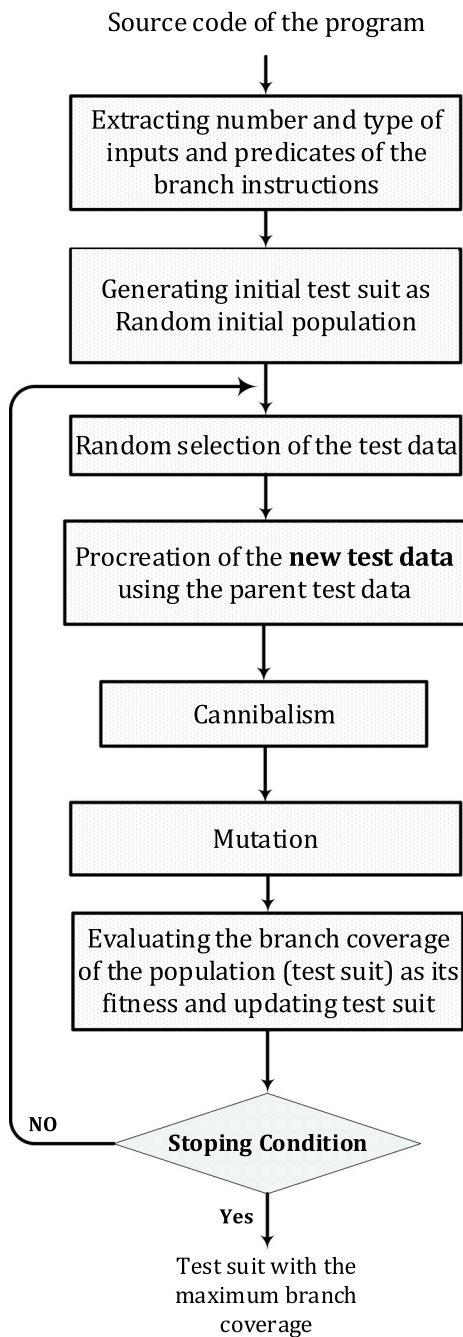 Source code of the program
Extracting number and type of
inputs and predicates of the
branch instructions
Generating initial test suit as
Random initial population
Random selection of the test data
Procreation of the new test data
using the parent test data
Cannibalism
Mutation
Evaluating the branch coverage
of the population (test suit) as its
fitness and updating test suit
NO
Stoping Condition
Yes
Test suit with the
maximum branch
coverage